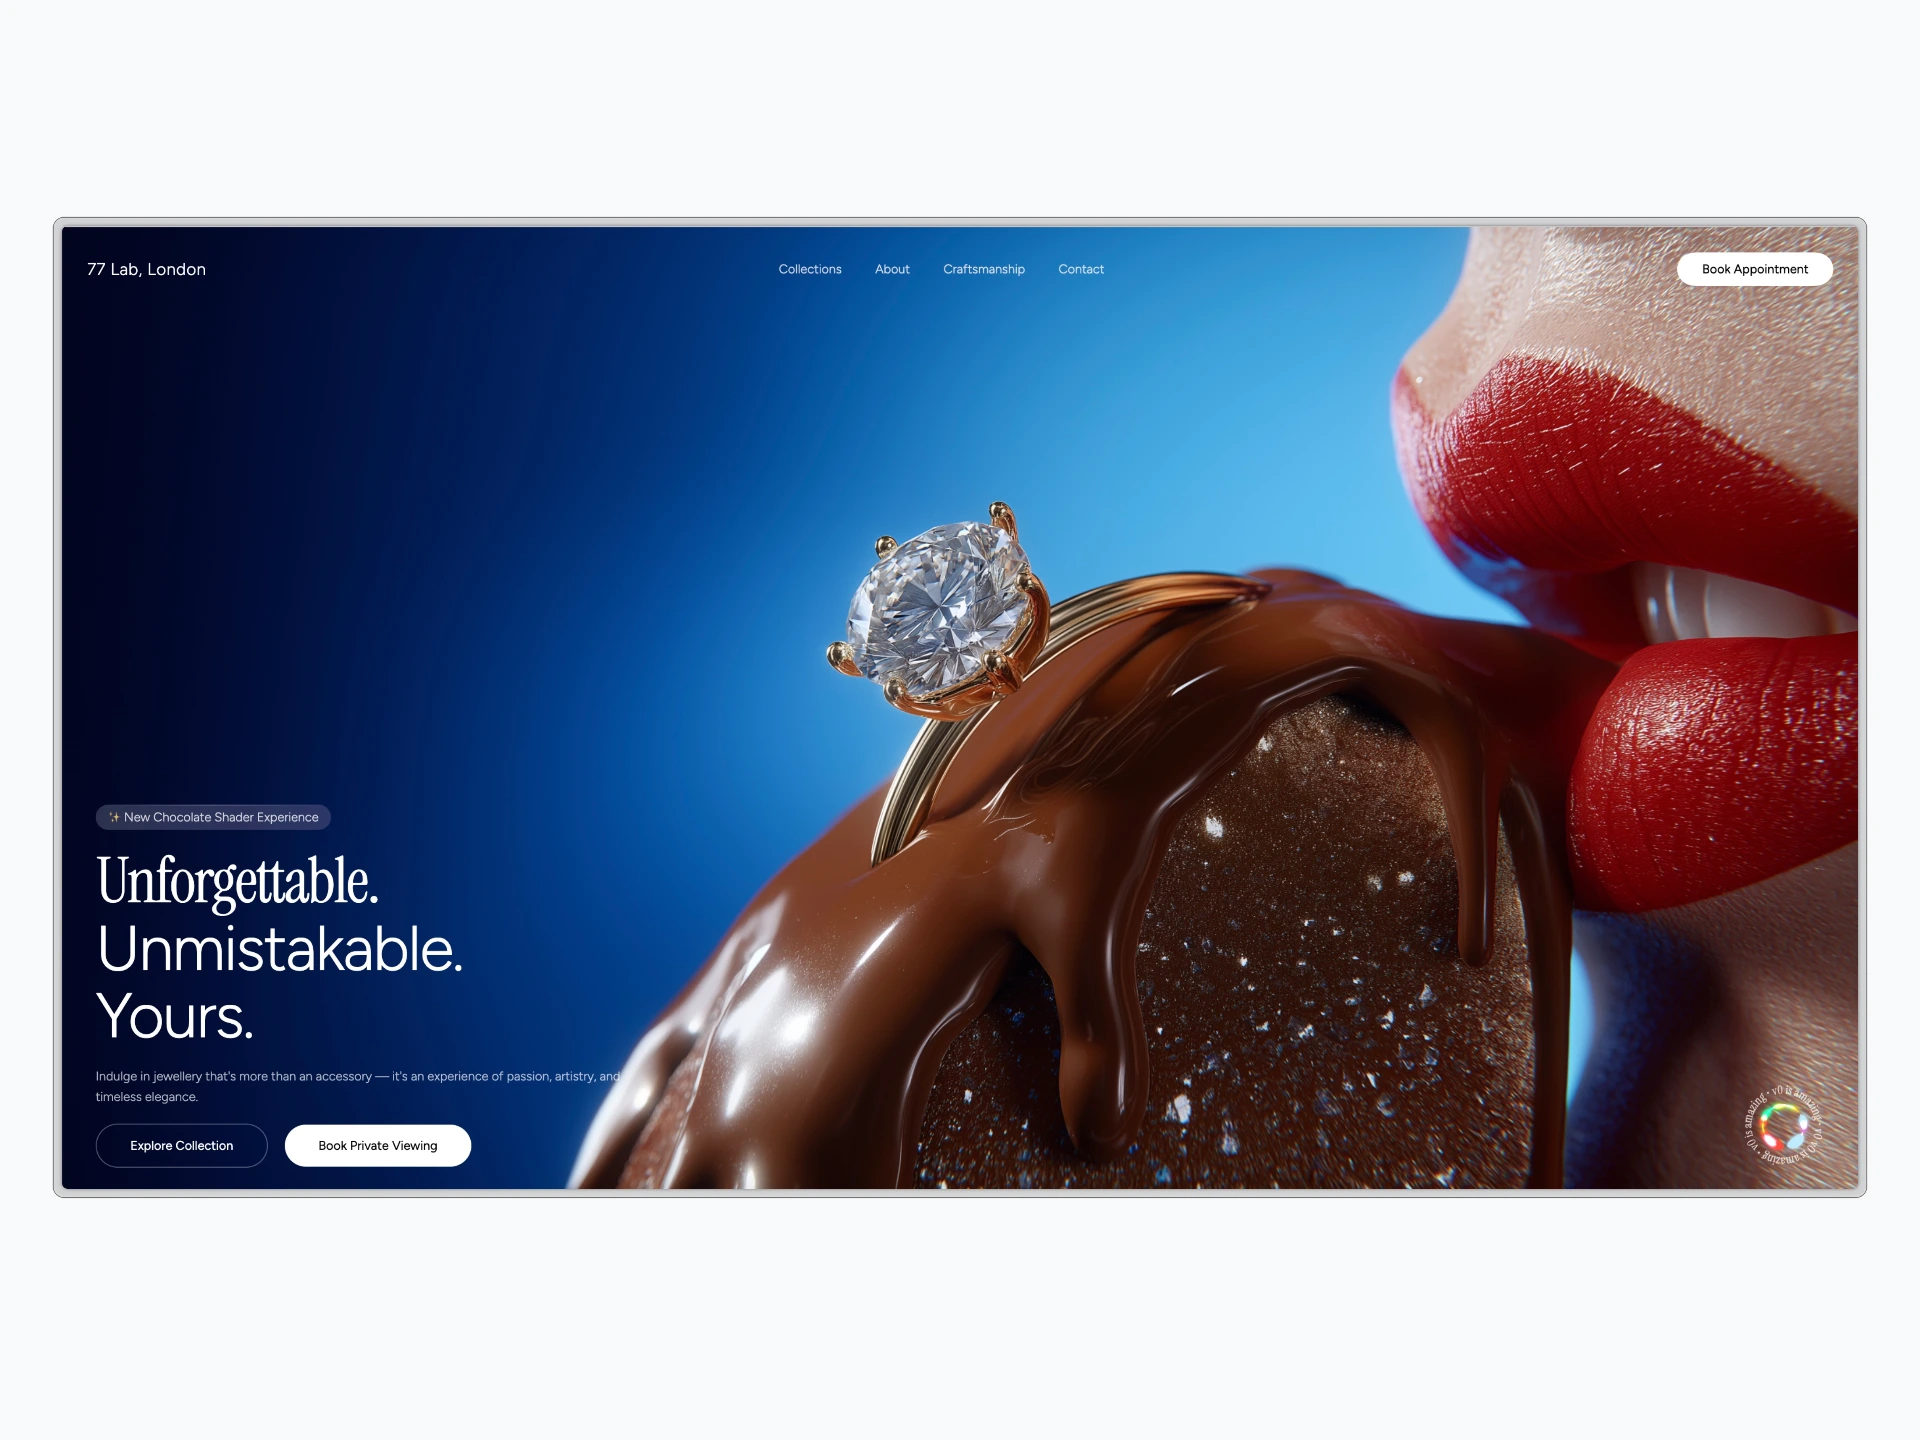 77 Lab, London
Collections
About
Craftsmanship
Contact
Book Appointment
✨ New Chocolate Shader Experience
Unforgettable.
Unmistakable.
Yours.
Indulge in jewellery that's more than an accessory — it's an experience of passion, artistry, and
timeless elegance.
Explore Collection
Book Private Viewing
v0 is amazing • v0 is amazing • v0 is amazing •